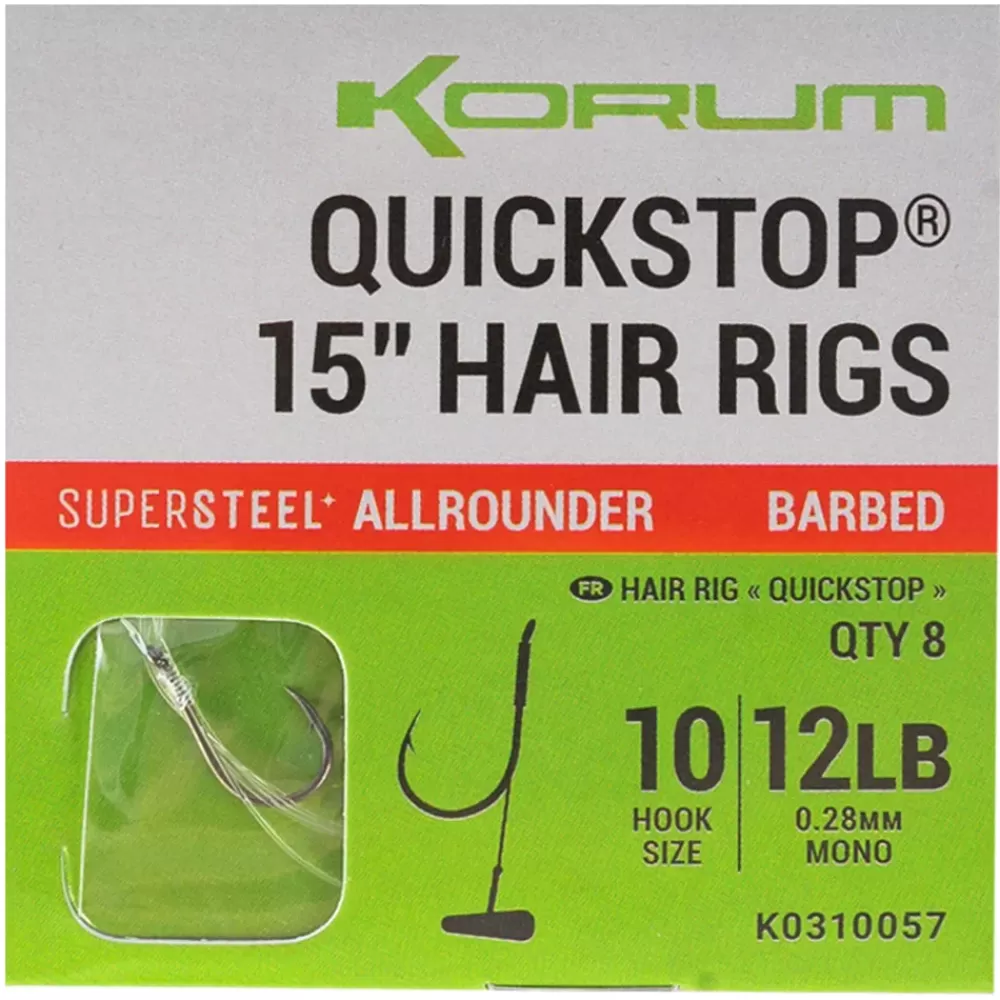 KORUM
QUICKSTOP®
15" HAIR RIGS
SUPERSTEEL+ ALLROUNDER BARBED
FR HAIR RIG « QUICKSTOP »
QTY 8
10 12LB
HOOK SIZE 0.28MM MONO
K0310057